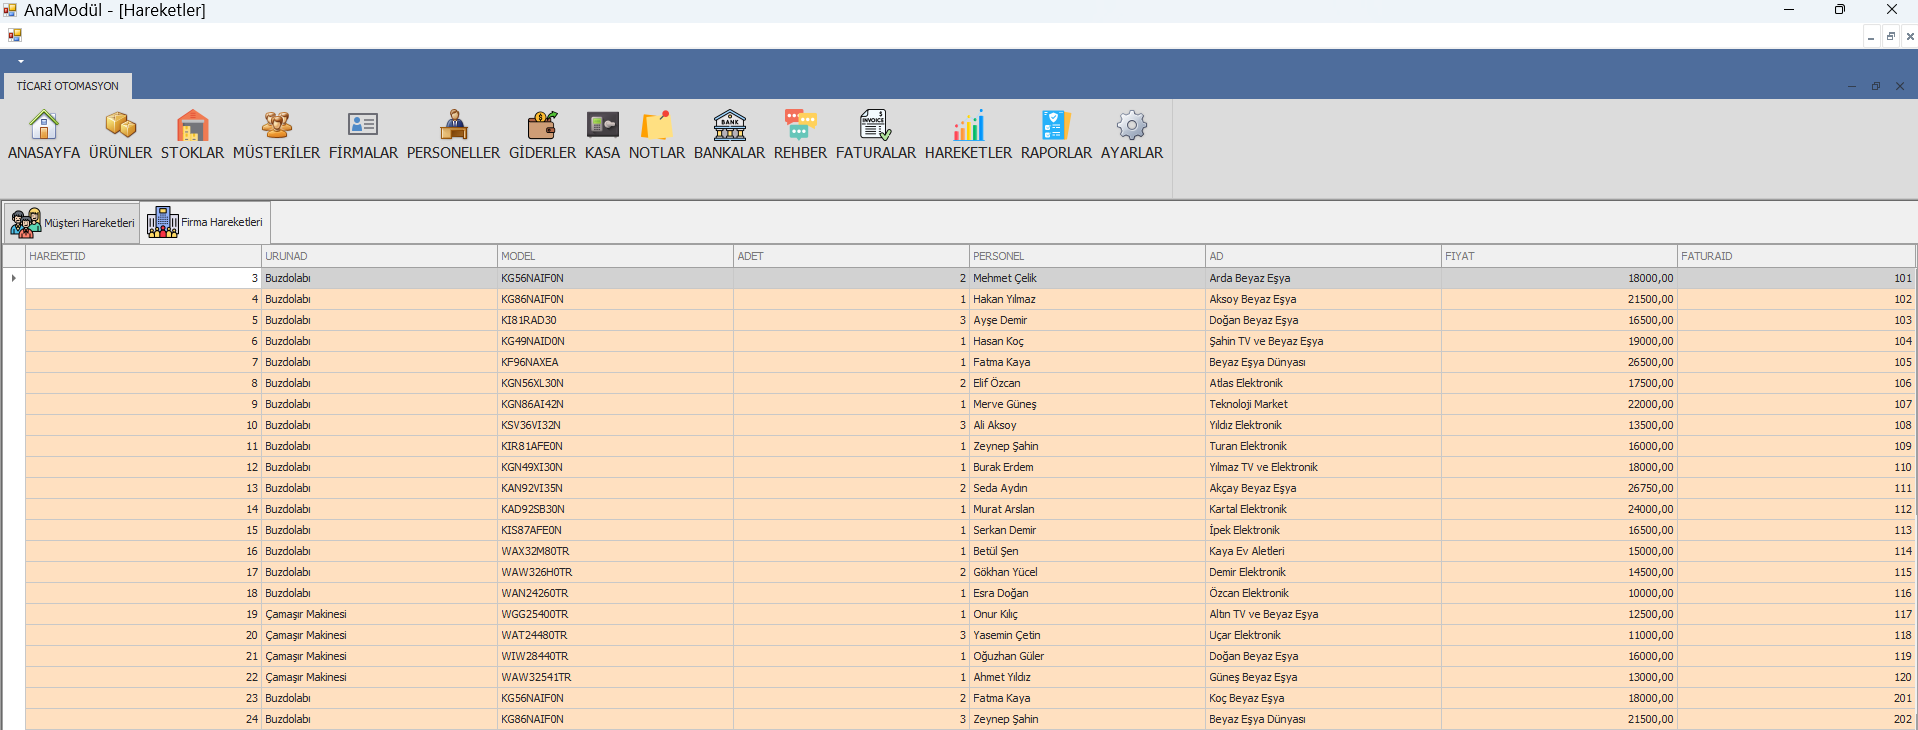 AnaModül - [Hareketler]
TİCARİ OTOMASYON
ANASAYFA ÜRÜNLER STOKLAR MÜSTERİLER FİRMALAR PERSONELLER GİDERLER KASA NOTLAR BANKALAR REHBER FATURALAR HAREKETLER RAPORLAR AYARLAR
Müşteri Hareketleri Firma Hareketleri
HAREKETID URUNAD MODEL ADET PERSONEL AD FIYAT FATURAID
3 Buzdolabı KG56NAIF0N 2 Mehmet Çelik Arda Beyaz Eşya 18000,00 101
4 Buzdolabı KG86NAIF0N 1 Hakan Yılmaz Aksoy Beyaz Eşya 21500,00 102
5 Buzdolabı KI81RAD30 3 Ayşe Demir Doğan Beyaz Eşya 16500,00 103
6 Buzdolabı KG49NAID0N 1 Hasan Koç Şahin TV ve Beyaz Eşya 19000,00 104
7 Buzdolabı KF96NAXEA 1 Fatma Kaya Beyaz Eşya Dünyası 26500,00 105
8 Buzdolabı KGN56XL30N 2 Elif Özcan Atlas Elektronik 17500,00 106
9 Buzdolabı KGN86AI42N 1 Merve Güneş Teknoloji Market 22000,00 107
10 Buzdolabı KSV36VI32N 3 Ali Aksoy Yıldız Elektronik 13500,00 108
11 Buzdolabı KIR81AFE0N 1 Zeynep Şahin Turan Elektronik 16000,00 109
12 Buzdolabı KGN49XI30N 1 Burak Erdem Yılmaz TV ve Elektronik 18000,00 110
13 Buzdolabı KAN92VI35N 2 Seda Aydın Akçay Beyaz Eşya 26750,00 111
14 Buzdolabı KAD92SB30N 1 Murat Arslan Kartal Elektronik 24000,00 112
15 Buzdolabı KIS87AFE0N 1 Serkan Demir İpek Elektronik 16500,00 113
16 Buzdolabı WAX32M80TR 1 Betül Şen Kaya Ev Aletleri 15000,00 114
17 Buzdolabı WAW326H0TR 2 Gökhan Yücel Demir Elektronik 14500,00 115
18 Buzdolabı WAN24260TR 1 Esra Doğan Özcan Elektronik 10000,00 116
19 Çamaşır Makinesi WGG25400TR 1 Onur Kılıç Altın TV ve Beyaz Eşya 12500,00 117
20 Çamaşır Makinesi WAT24480TR 3 Yasemin Çetin Uçar Elektronik 11000,00 118
21 Çamaşır Makinesi WIW28440TR 1 Oğuzhan Güler Doğan Beyaz Eşya 16000,00 119
22 Çamaşır Makinesi WAW32541TR 1 Ahmet Yıldız Güneş Beyaz Eşya 13000,00 120
23 Buzdolabı KG56NAIF0N 2 Fatma Kaya Koç Beyaz Eşya 18000,00 201
24 Buzdolabı KG86NAIF0N 3 Zeynep Şahin Beyaz Eşya Dünyası 21500,00 202